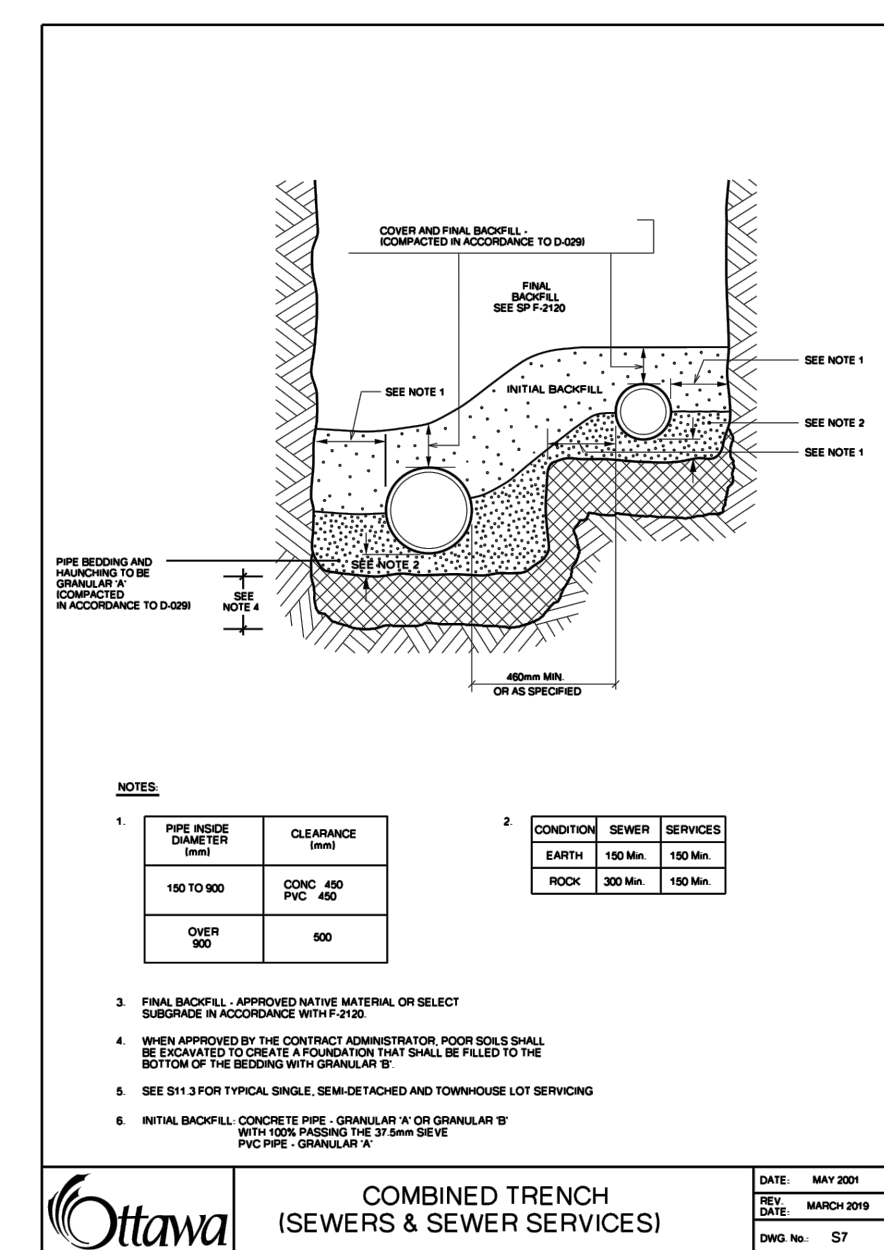 COVER AND FINAL BACKFILL -
(COMPACTED IN ACCORDANCE TO D-029)
FINAL
BACKFILL
SEE SP F-2120
SEE NOTE 1
INITIAL BACKFILL
SEE NOTE 1
SEE NOTE 2
SEE NOTE 1
PIPE BEDDING AND
HAUNCHING TO BE
GRANULAR 'A'
(COMPACTED
IN ACCORDANCE TO D-029)
SEE NOTE 2
SEE
NOTE 4
460mm MIN.
OR AS SPECIFIED
NOTES:
1.
PIPE INSIDE
DIAMETER
(mm)
CLEARANCE
(mm)
150 TO 900
CONC 450
PVC 450
OVER
900
500
2.
CONDITION SEWER SERVICES
EARTH 150 Min. 150 Min.
ROCK 300 Min. 150 Min.
3. FINAL BACKFILL - APPROVED NATIVE MATERIAL OR SELECT
SUBGRADE IN ACCORDANCE WITH F-2120.
4. WHEN APPROVED BY THE CONTRACT ADMINISTRATOR, POOR SOILS SHALL
BE EXCAVATED TO CREATE A FOUNDATION THAT SHALL BE FILLED TO THE
BOTTOM OF THE BEDDING WITH GRANULAR 'B'.
5. SEE S11.3 FOR TYPICAL SINGLE, SEMI-DETACHED AND TOWNHOUSE LOT SERVICING
6. INITIAL BACKFILL: CONCRETE PIPE - GRANULAR 'A' OR GRANULAR 'B'
WITH 100% PASSING THE 37.5mm SIEVE
PVC PIPE - GRANULAR 'A'
Ottawa
COMBINED TRENCH
(SEWERS & SEWER SERVICES)
DATE: MAY 2001
REV.
DATE: MARCH 2019
DWG. No.: S7